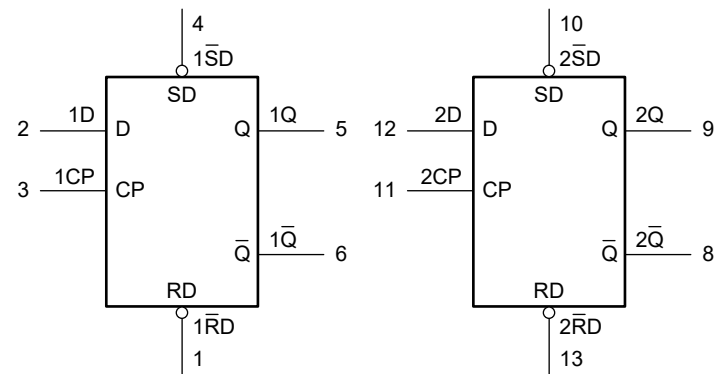 4
1S̅D
SD
2 1D D Q 1Q 5
3 1CP CP
Q̅ 1Q̅ 6
RD
1R̅D
1
10
2S̅D
SD
12 2D D Q 2Q 9
11 2CP CP
Q̅ 2Q̅ 8
RD
2R̅D
13